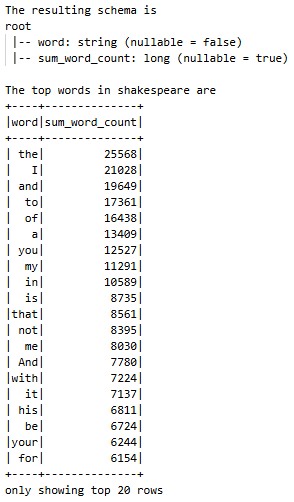 The resulting schema is
root
 |-- word: string (nullable = false)
 |-- sum_word_count: long (nullable = true)

The top words in shakespeare are
+----+--------------+
|word|sum_word_count|
+----+--------------+
| the|         25568|
|   I|         21028|
| and|         19649|
|  to|         17361|
|  of|         16438|
|   a|         13409|
| you|         12527|
|  my|         11291|
|  in|         10589|
|  is|          8735|
|that|          8561|
| not|          8395|
|  me|          8030|
| And|          7780|
|with|          7224|
|  it|          7137|
| his|          6811|
|  be|          6724|
|your|          6244|
| for|          6154|
+----+--------------+
only showing top 20 rows